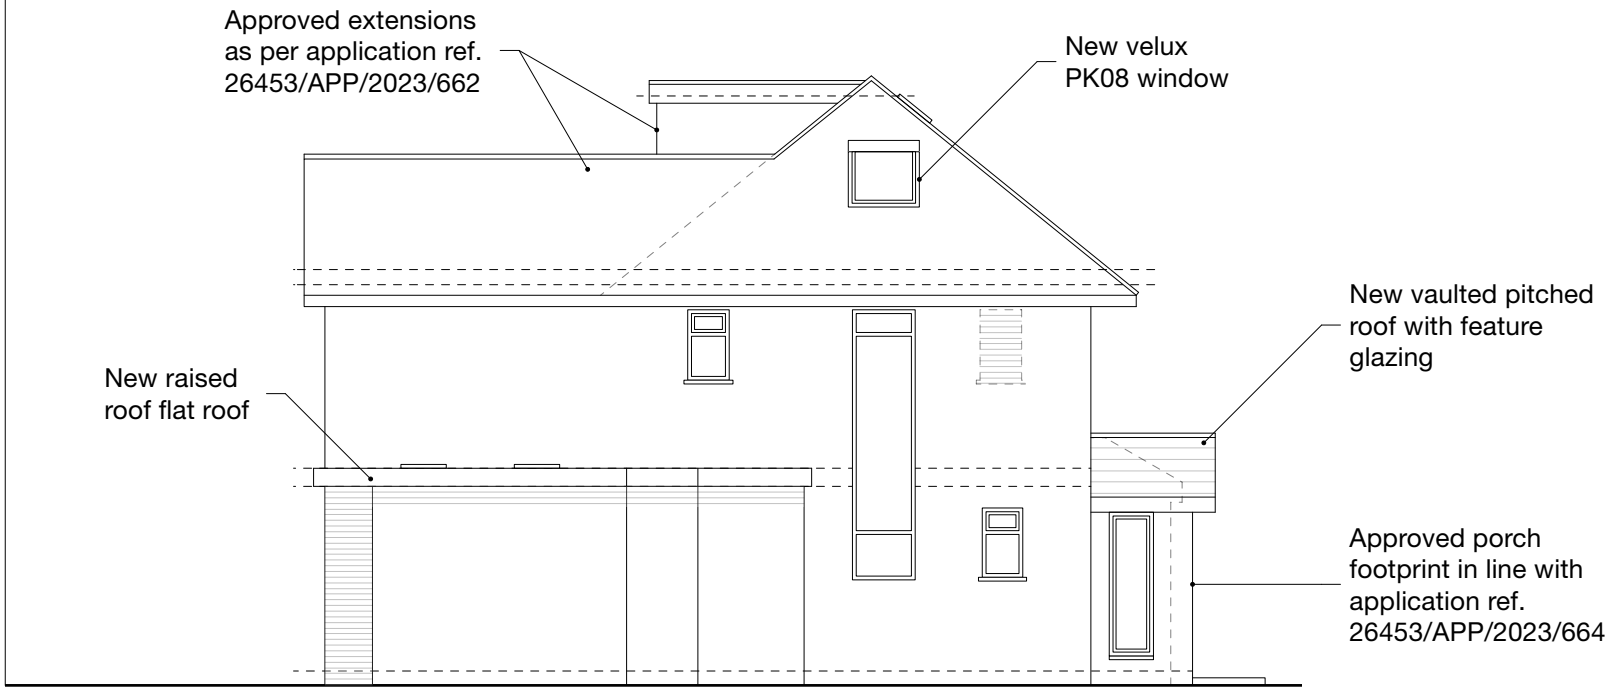 Approved extensions
as per application ref.
26453/APP/2023/662
New velux
PK08 window
New vaulted pitched
roof with feature
glazing
New raised
roof flat roof
Approved porch
footprint in line with
application ref.
26453/APP/2023/664